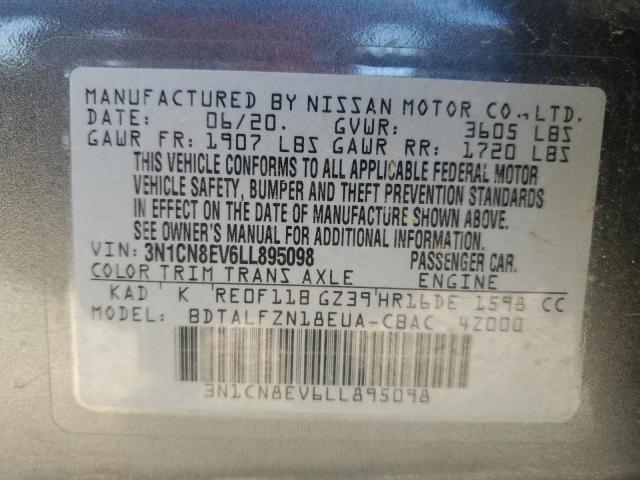 MANUFACTURED BY NISSAN MOTOR CO., LTD.
DATE: 06/20. GVWR: 3605 LBS
GAWR FR: 1907 LBS GAWR RR: 1720 LBS
THIS VEHICLE CONFORMS TO ALL APPLICABLE FEDERAL MOTOR
VEHICLE SAFETY, BUMPER AND THEFT PREVENTION STANDARDS
IN EFFECT ON THE DATE OF MANUFACTURE SHOWN ABOVE.
SEE OWNER'S MANUAL FOR ADDITIONAL INFORMATION.
VIN: 3N1CN8EV6LL895098 PASSENGER CAR.
COLOR TRIM TRANS AXLE ENGINE
KAD K RE0F11B GZ39 HR16DE 1598 CC
MODEL: BDTALFZN18EUA-CBAC 4Z000
3N1CN8EV6LL895098